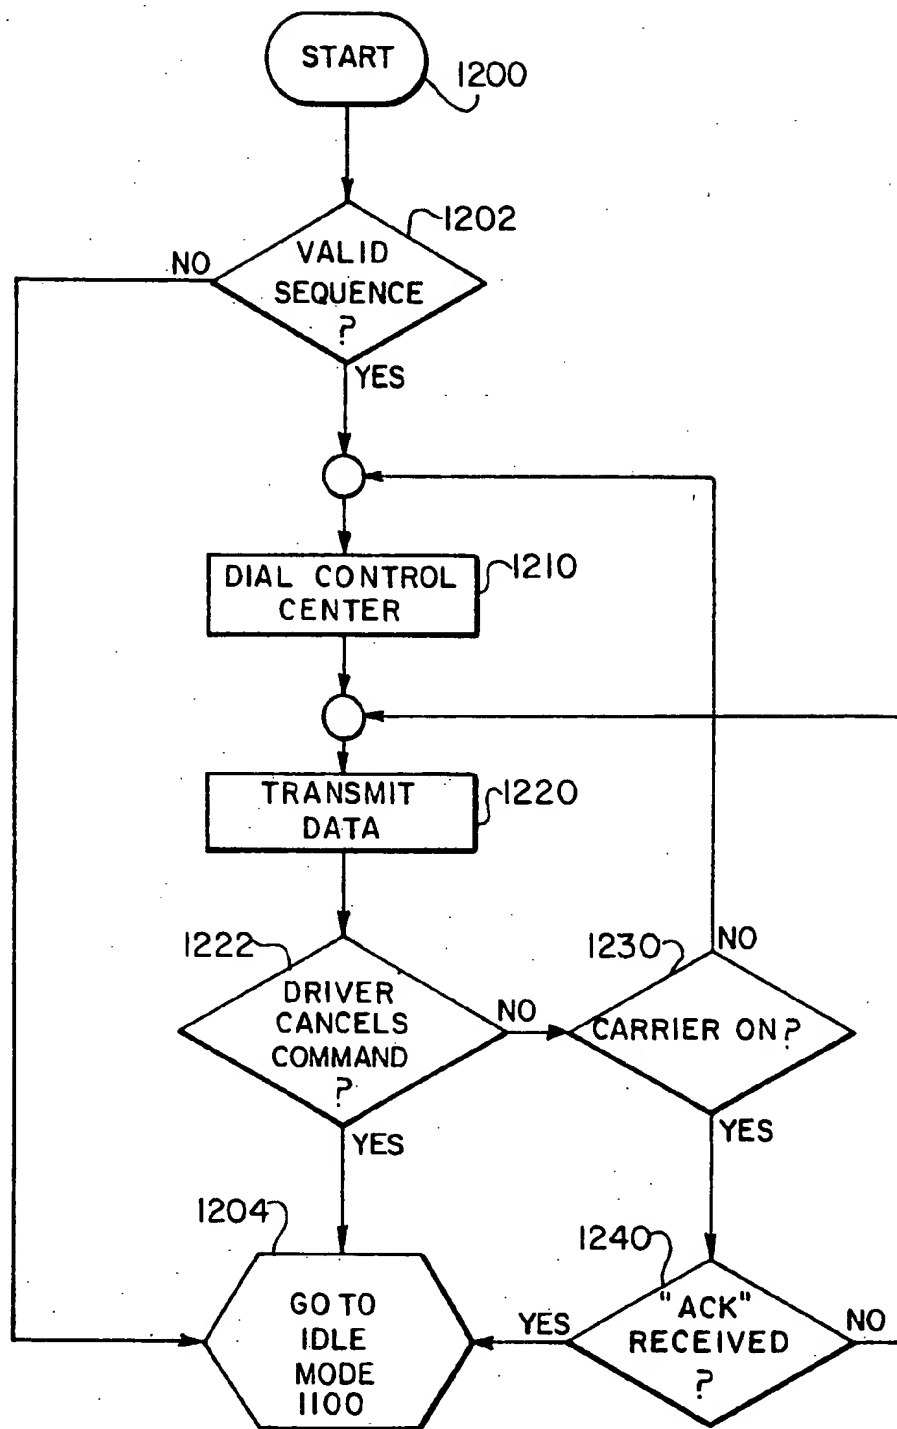 START
1200
1202
NO
VALID
SEQUENCE
?
YES
DIAL CONTROL
CENTER
1210
TRANSMIT
DATA
1220
1222
DRIVER
CANCELS
COMMAND
?
NO
YES
1230
NO
CARRIER ON?
YES
1204
GO TO
IDLE
MODE
1100
1240
"ACK"
RECEIVED
?
YES
NO